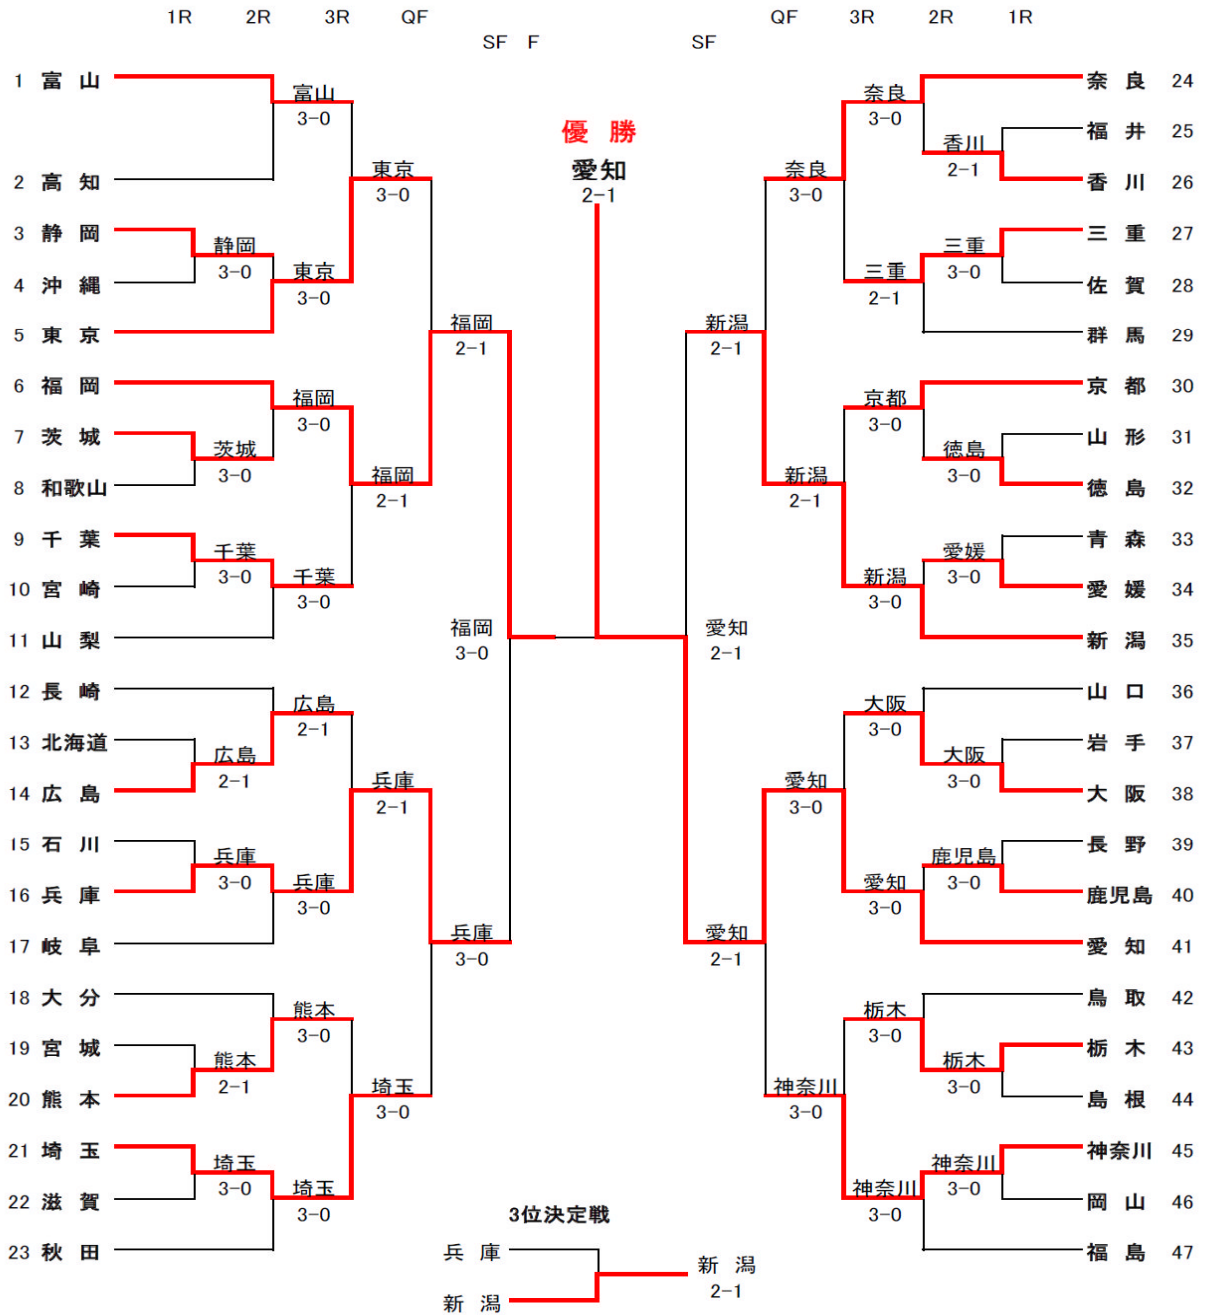 1R 2R 3R QF SF F SF QF 3R 2R 1R
優 勝
愛知
2-1
1 富 山
2 高 知
3 静 岡
4 沖 縄
5 東 京
6 福 岡
7 茨 城
8 和歌山
9 千 葉
10 宮 崎
11 山 梨
12 長 崎
13 北海道
14 広 島
15 石 川
16 兵 庫
17 岐 阜
18 大 分
19 宮 城
20 熊 本
21 埼 玉
22 滋 賀
23 秋 田
静岡
3-0
茨城
3-0
千葉
3-0
広島
2-1
兵庫
3-0
熊本
2-1
埼玉
3-0
富山
3-0
東京
3-0
福岡
3-0
千葉
3-0
広島
2-1
兵庫
3-0
熊本
3-0
埼玉
3-0
東京
3-0
福岡
2-1
兵庫
2-1
埼玉
3-0
福岡
2-1
兵庫
3-0
福岡
3-0
愛知
2-1
新潟
2-1
愛知
2-1
奈良
3-0
新潟
2-1
愛知
3-0
神奈川
3-0
奈良
3-0
三重
2-1
京都
3-0
新潟
3-0
大阪
3-0
愛知
3-0
栃木
3-0
神奈川
3-0
香川
2-1
三重
3-0
徳島
3-0
愛媛
3-0
大阪
3-0
鹿児島
3-0
栃木
3-0
神奈川
3-0
奈 良 24
福 井 25
香 川 26
三 重 27
佐 賀 28
群 馬 29
京 都 30
山 形 31
徳 島 32
青 森 33
愛 媛 34
新 潟 35
山 口 36
岩 手 37
大 阪 38
長 野 39
鹿児島 40
愛 知 41
鳥 取 42
栃 木 43
島 根 44
神奈川 45
岡 山 46
福 島 47
3位決定戦
兵 庫
新 潟
新 潟
2-1